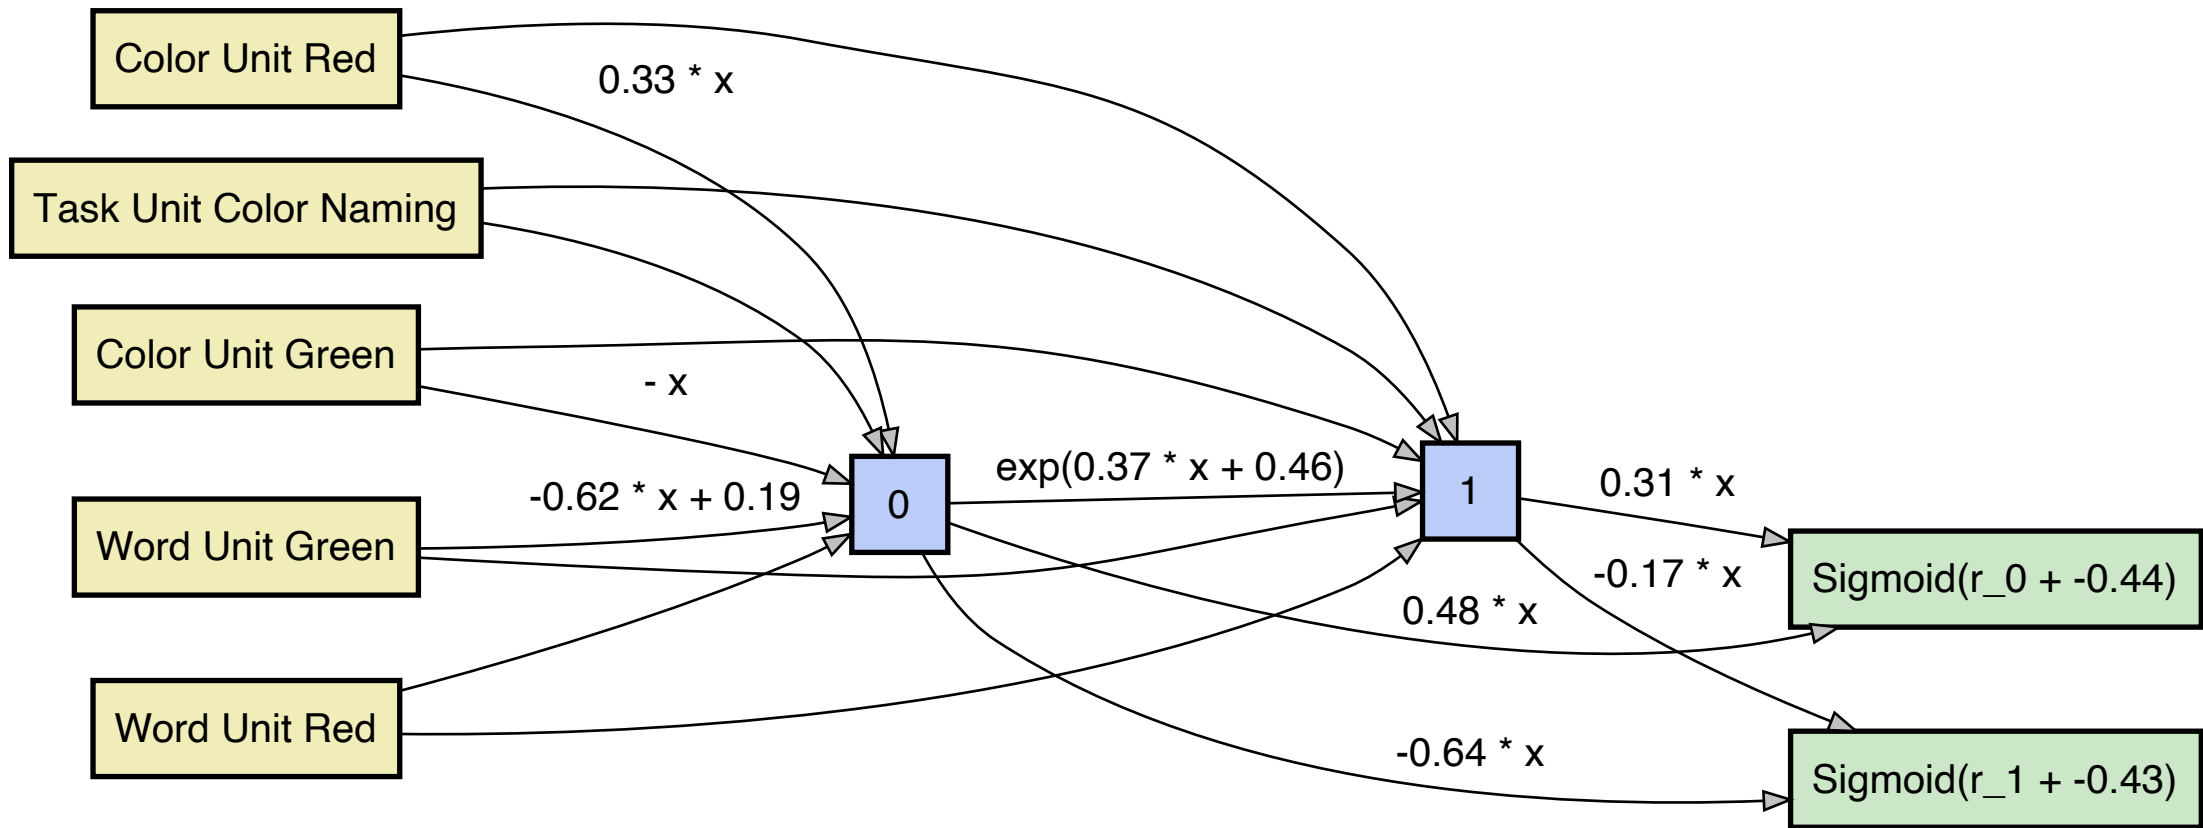 Color Unit Red
0.33 * x
Task Unit Color Naming
Color Unit Green
- x
Word Unit Green
-0.62 * x + 0.19
0
exp(0.37 * x + 0.46)
1
0.31 * x
-0.17 * x
0.48 * x
Sigmoid(r_0 + -0.44)
Word Unit Red
-0.64 * x
Sigmoid(r_1 + -0.43)